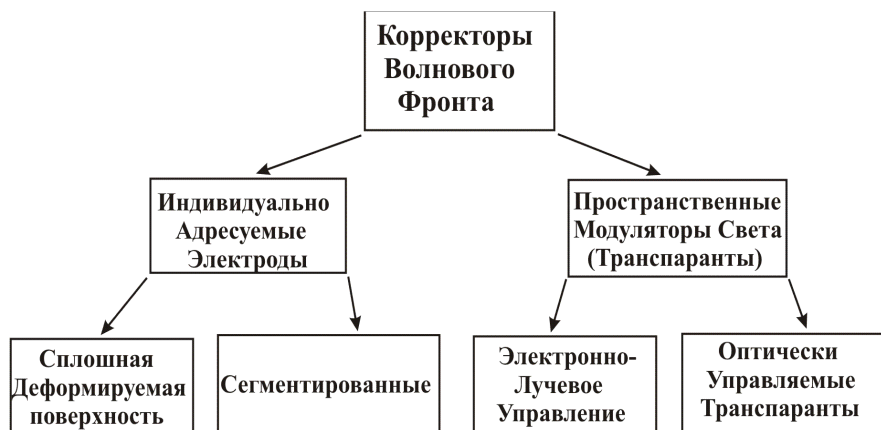 Корректоры
Волнового
Фронта
Индивидуально
Адресуемые
Электроды
Пространственные
Модуляторы Света
(Транспаранты)
Сплошная
Деформируемая
поверхность
Сегментированные
Электронно-
Лучевое
Управление
Оптически
Управляемые
Транспаранты